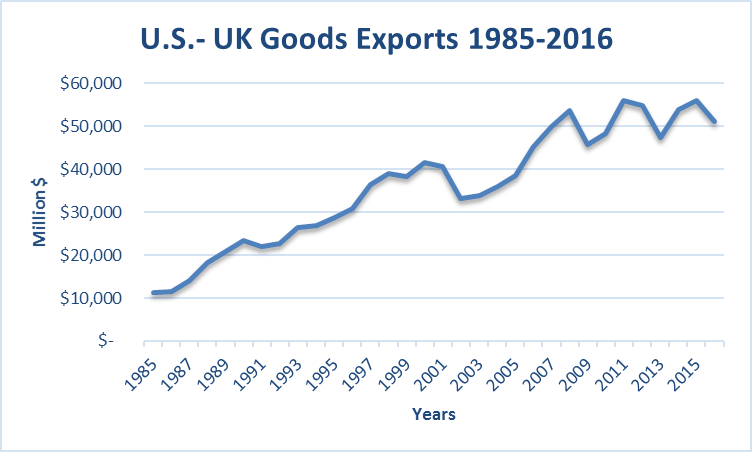 U.S.- UK Goods Exports 1985-2016
$60,000
$50,000
$40,000
$30,000
$20,000
$10,000
$-
Million $
1985 1987 1989 1991 1993 1995 1997 1999 2001 2003 2005 2007 2009 2011 2013 2015
Years